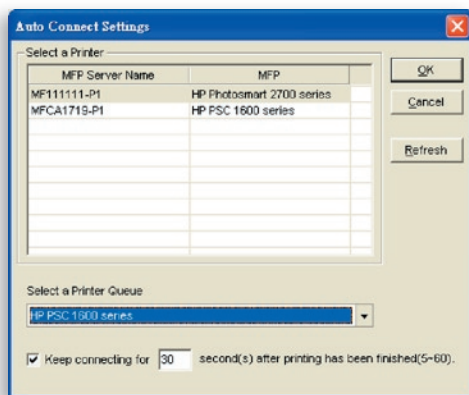 Auto Connect Settings
Select a Printer
MFP Server Name MFP
MF111111-P1 HP Photosmart 2700 series
MFCA1719-P1 HP PSC 1600 series
OK
Cancel
Refresh
Select a Printer Queue
HP PSC 1600 series
Keep connecting for 30 second(s) after printing has been finished(5~60).